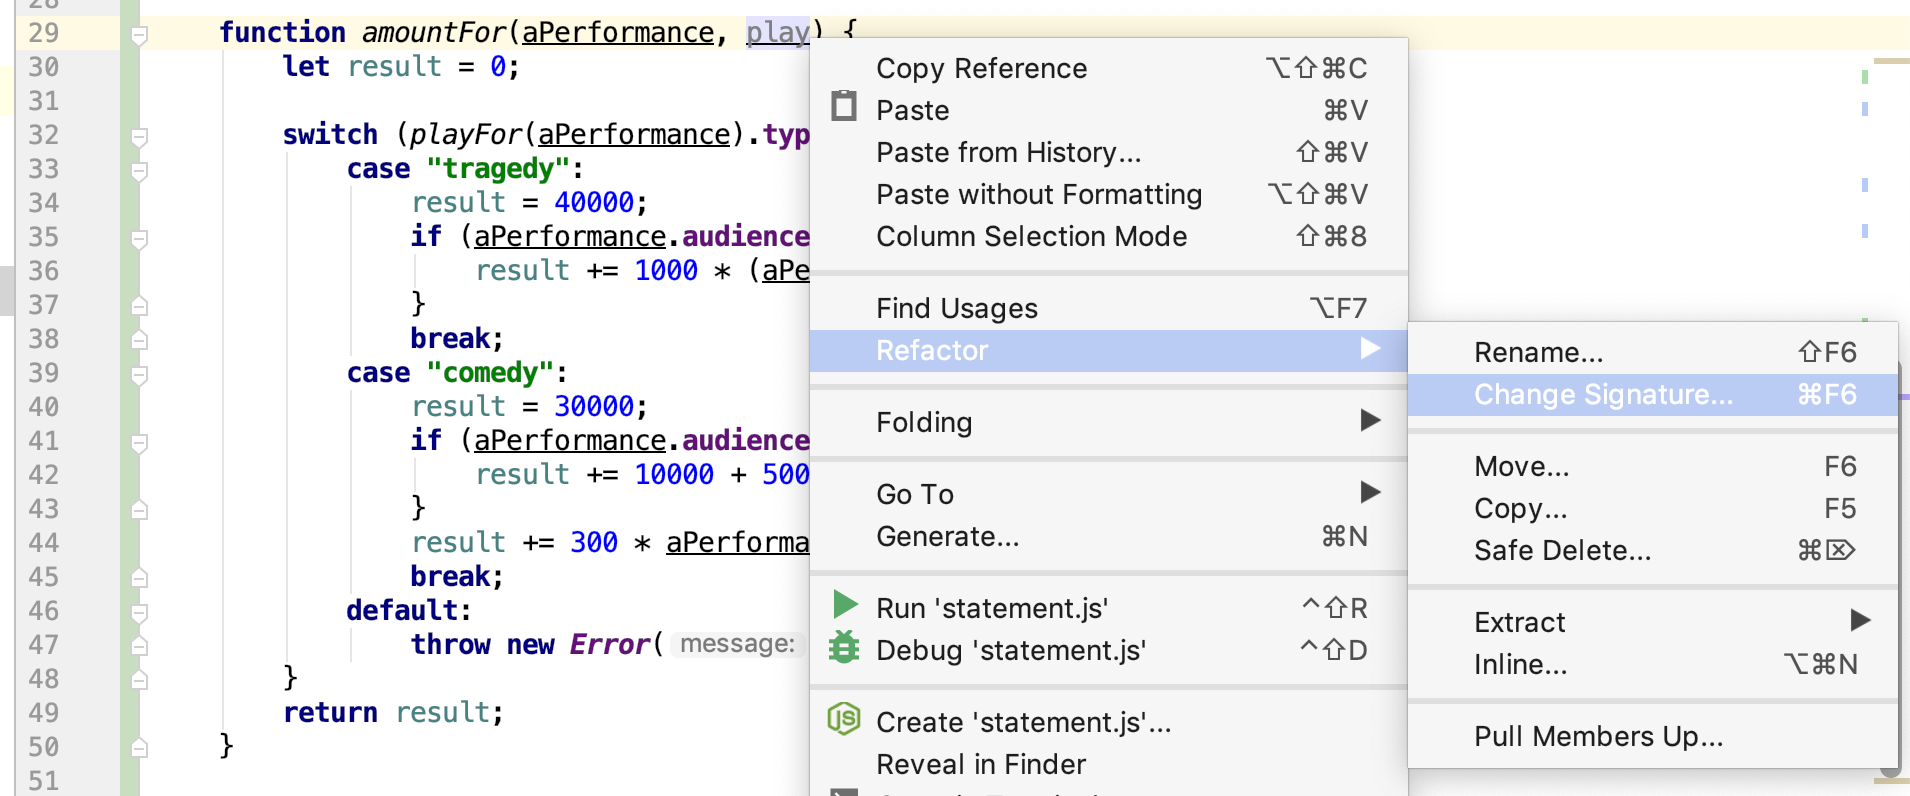 28
29 function amountFor(aPerformance, play) {
30 let result = 0;
31
32 switch (playFor(aPerformance).typ
33 case "tragedy":
34 result = 40000;
35 if (aPerformance.audience
36 result += 1000 * (aPe
37 }
38 break;
39 case "comedy":
40 result = 30000;
41 if (aPerformance.audience
42 result += 10000 + 500
43 }
44 result += 300 * aPerforma
45 break;
46 default:
47 throw new Error( message:
48 }
49 return result;
50 }
51
Copy Reference ⌥⇧⌘C
Paste ⌘V
Paste from History... ⇧⌘V
Paste without Formatting ⌥⇧⌘V
Column Selection Mode ⇧⌘8
Find Usages ⌥F7
Refactor
Folding
Go To
Generate... ⌘N
Run 'statement.js' ^⇧R
Debug 'statement.js' ^⇧D
JS Create 'statement.js'...
Reveal in Finder
Rename... ⇧F6
Change Signature... ⌘F6
Move... F6
Copy... F5
Safe Delete... ⌘⌦
Extract
Inline... ⌥⌘N
Pull Members Up...